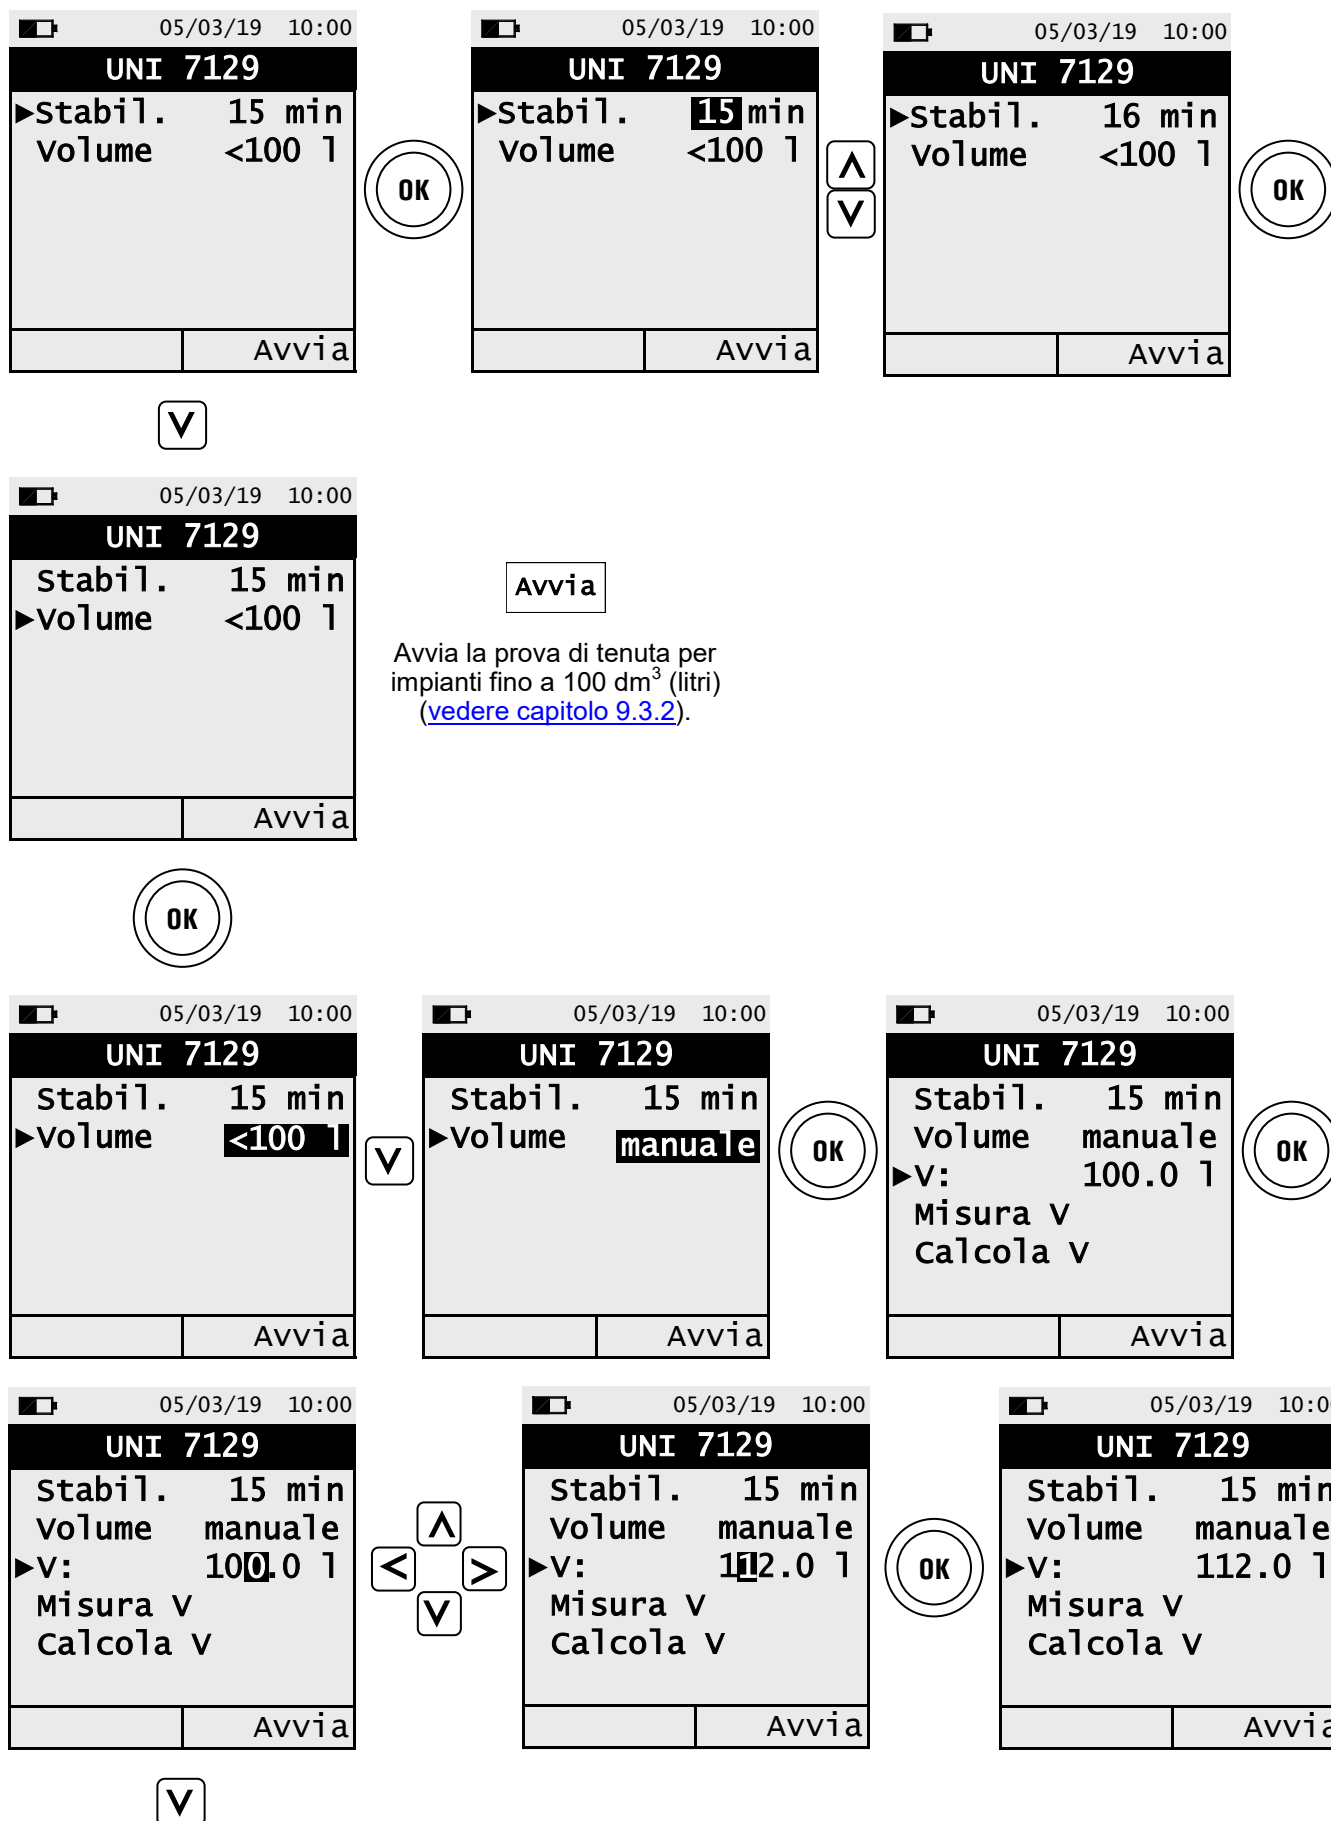 05/03/19 10:00
UNI 7129
▶Stabil. 15 min
Volume <100 l
Avvia
OK
05/03/19 10:00
UNI 7129
▶Stabil. 15 min
Volume <100 l
Avvia
05/03/19 10:00
UNI 7129
▶Stabil. 16 min
Volume <100 l
Avvia
OK
05/03/19 10:00
UNI 7129
Stabil. 15 min
▶Volume <100 l
Avvia
Avvia
Avvia la prova di tenuta per
impianti fino a 100 dm³ (litri)
(vedere capitolo 9.3.2).
OK
05/03/19 10:00
UNI 7129
Stabil. 15 min
▶Volume <100 l
Avvia
05/03/19 10:00
UNI 7129
Stabil. 15 min
▶Volume manuale
Avvia
OK
05/03/19 10:00
UNI 7129
Stabil. 15 min
Volume manuale
▶V: 100.0 l
Misura V
Calcola V
Avvia
OK
05/03/19 10:00
UNI 7129
Stabil. 15 min
Volume manuale
▶V: 100.0 l
Misura V
Calcola V
Avvia
05/03/19 10:00
UNI 7129
Stabil. 15 min
Volume manuale
▶V: 112.0 l
Misura V
Calcola V
Avvia
OK
05/03/19 10:0
UNI 7129
Stabil. 15 min
Volume manuale
▶V: 112.0 l
Misura V
Calcola V
Avvia